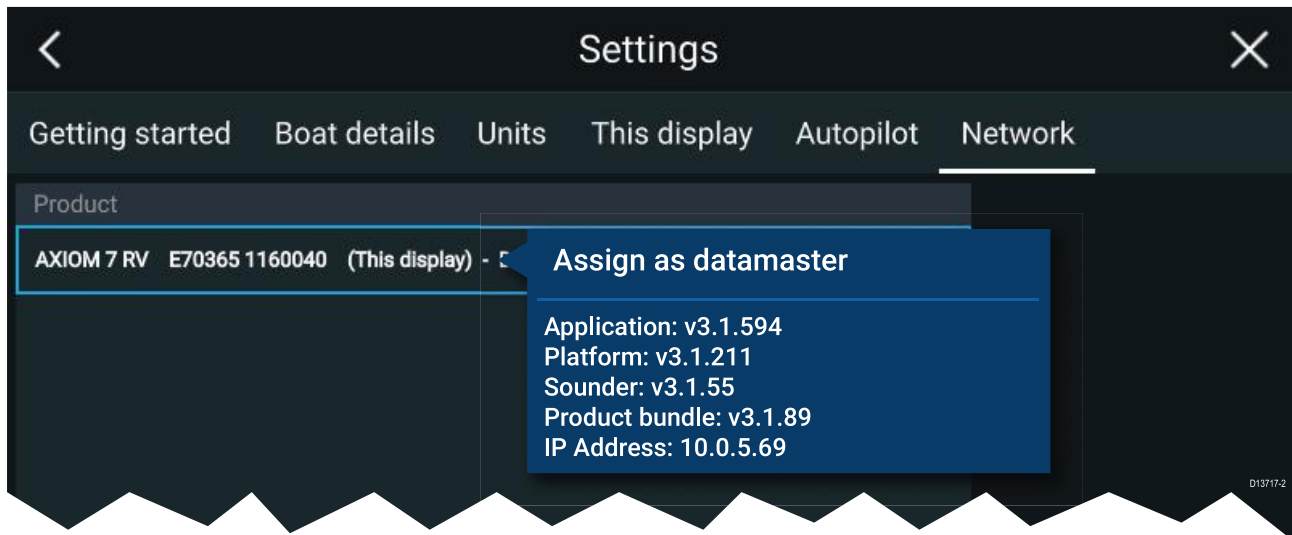 Settings
Getting started Boat details Units This display Autopilot Network
Product
AXIOM 7 RV E70365 1160040 (This display) -
Assign as datamaster
Application: v3.1.594
Platform: v3.1.211
Sounder: v3.1.55
Product bundle: v3.1.89
IP Address: 10.0.5.69
D13717-2